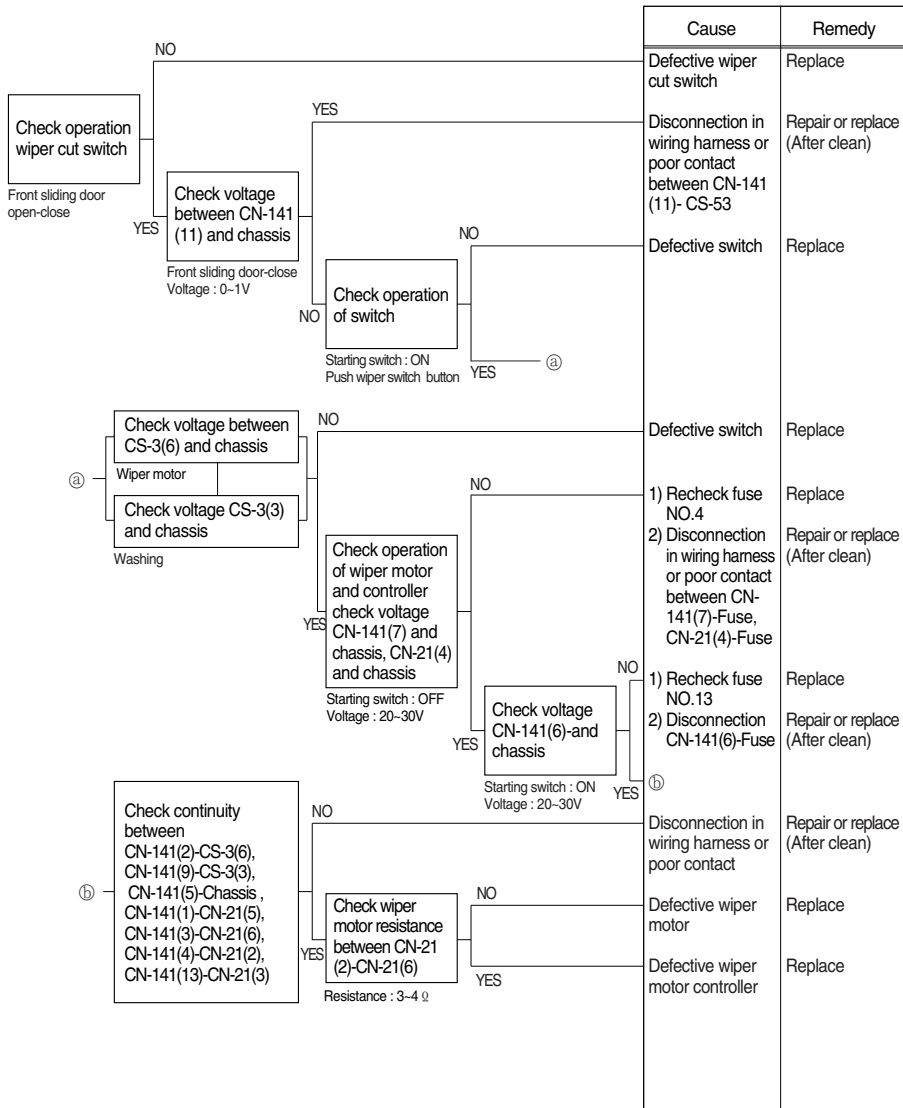 Cause
Remedy
NO
Defective wiper
cut switch
Replace
Check operation
wiper cut switch
Front sliding door
open-close
YES
YES
Disconnection in
wiring harness or
poor contact
between CN-141
(11)- CS-53
Repair or replace
(After clean)
Check voltage
between CN-141
(11) and chassis
Front sliding door-close
Voltage : 0~1V
NO
NO
Defective switch
Replace
Check operation
of switch
Starting switch : ON
Push wiper switch button
YES
ⓐ
ⓐ
Check voltage between
CS-3(6) and chassis
Wiper motor
Check voltage CS-3(3)
and chassis
Washing
NO
Defective switch
Replace
YES
Check operation
of wiper motor
and controller
check voltage
CN-141(7) and
chassis, CN-21(4)
and chassis
Starting switch : OFF
Voltage : 20~30V
NO
1) Recheck fuse
NO.4
Replace
2) Disconnection
in wiring harness
or poor contact
between CN-
141(7)-Fuse,
CN-21(4)-Fuse
Repair or replace
(After clean)
YES
Check voltage
CN-141(6)-and
chassis
Starting switch : ON
Voltage : 20~30V
NO
1) Recheck fuse
NO.13
Replace
2) Disconnection
CN-141(6)-Fuse
Repair or replace
(After clean)
YES
ⓑ
ⓑ
Check continuity
between
CN-141(2)-CS-3(6),
CN-141(9)-CS-3(3),
CN-141(5)-Chassis ,
CN-141(1)-CN-21(5),
CN-141(3)-CN-21(6),
CN-141(4)-CN-21(2),
CN-141(13)-CN-21(3)
NO
Disconnection in
wiring harness or
poor contact
Repair or replace
(After clean)
YES
Check wiper
motor resistance
between CN-21
(2)-CN-21(6)
Resistance : 3~4 Ω
NO
Defective wiper
motor
Replace
YES
Defective wiper
motor controller
Replace